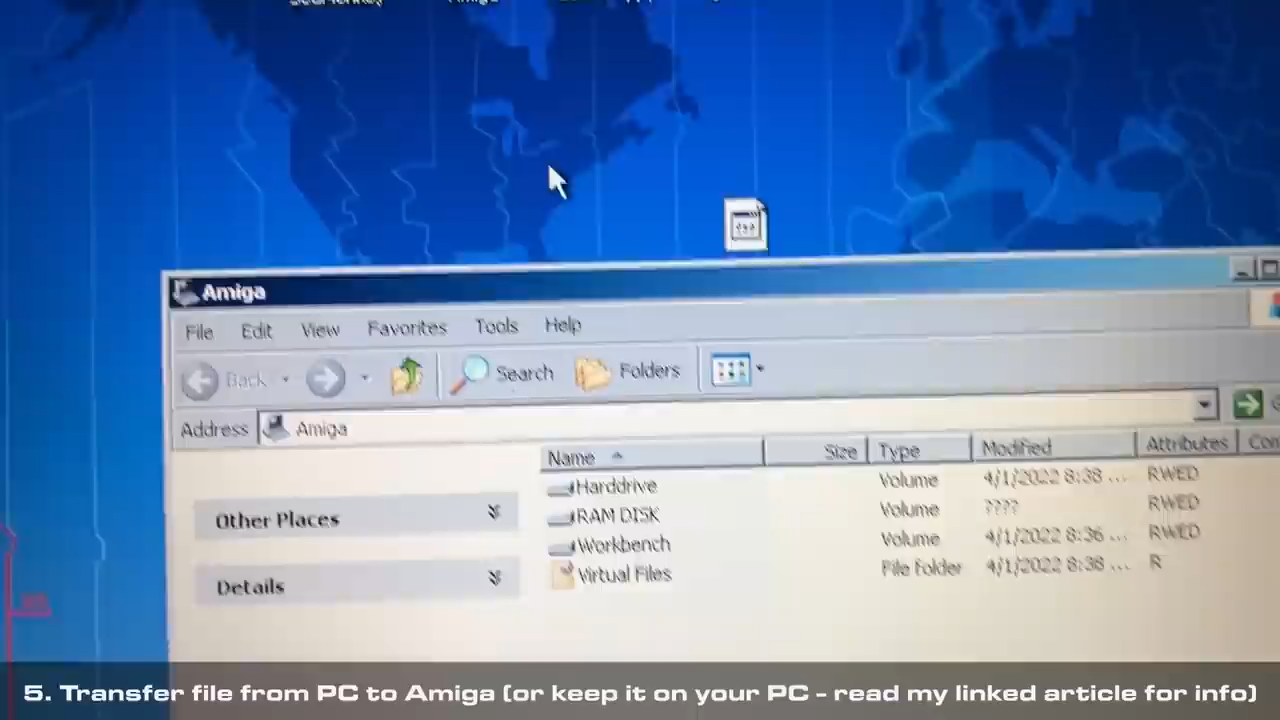 Amiga
Amiga
File Edit View Favorites Tools Help
Back Search Folders
Address Amiga
Name Size Type Modified Attributes
Harddrive Volume 4/1/2022 8:38 ... RWED
RAM DISK Volume ???? RWED
Workbench Volume 4/1/2022 8:36 ... RWED
Virtual Files File folder 4/1/2022 8:38 ... R
Other Places
Details
5. Transfer file from PC to Amiga (or keep it on your PC - read my linked article for info)